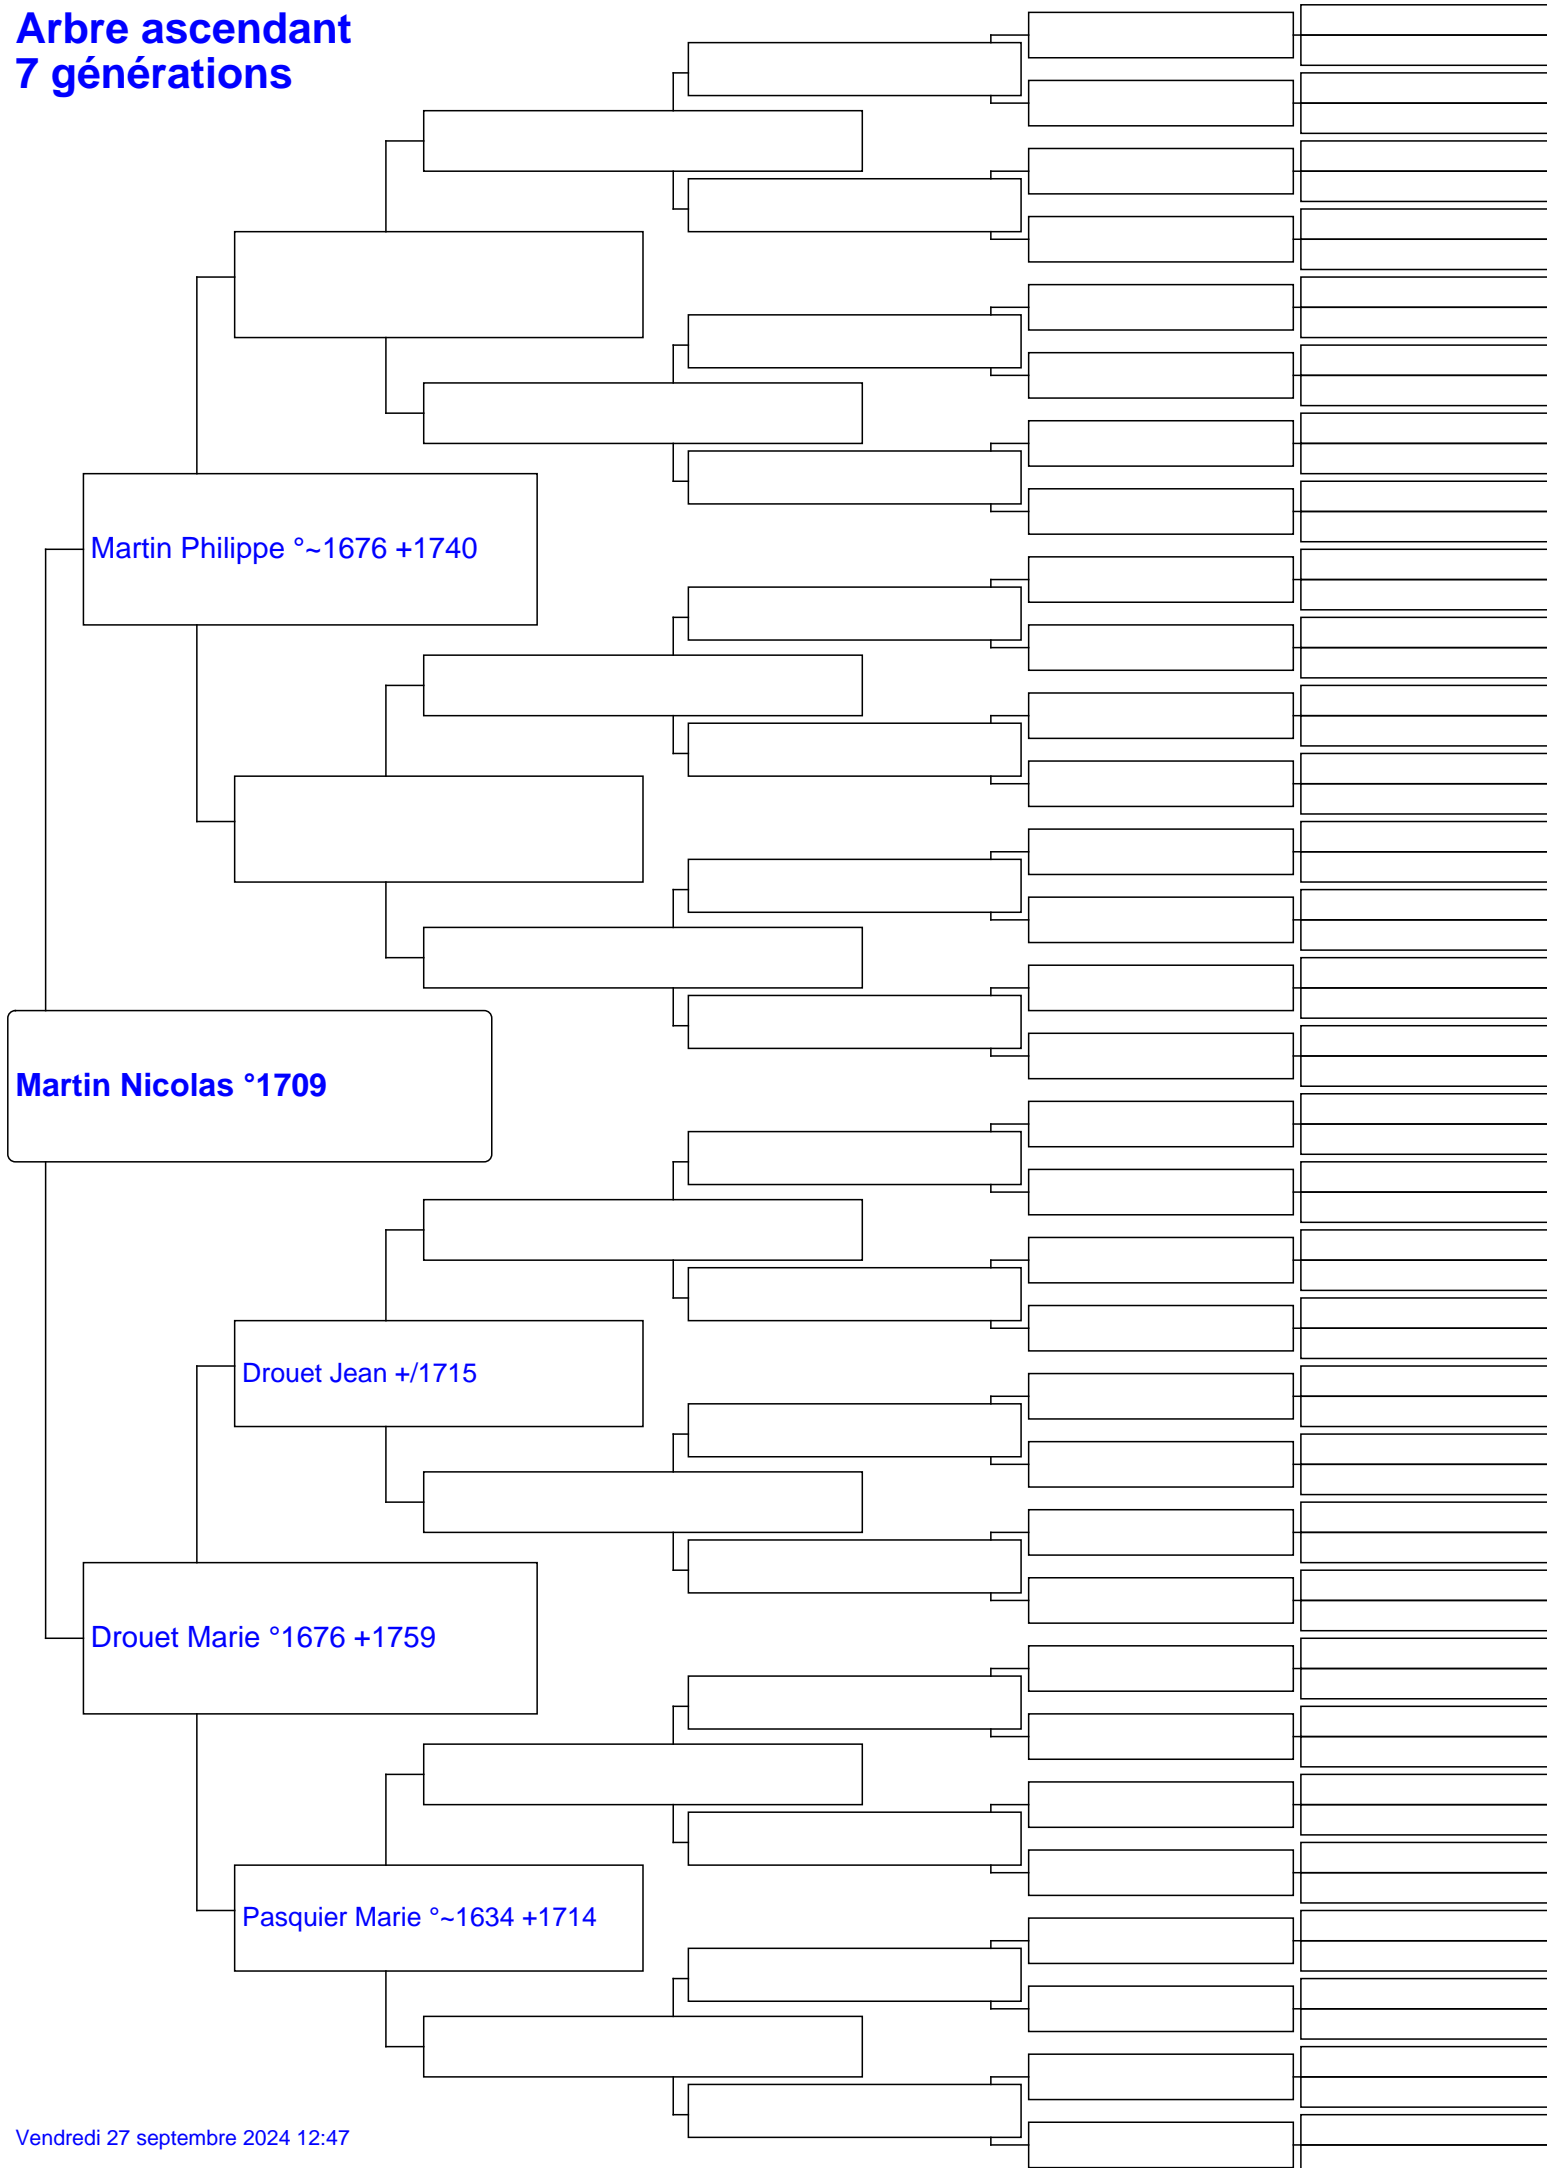 Arbre ascendant
7 générations
Martin Philippe °~1676 +1740
Martin Nicolas °1709
Drouet Jean +/1715
Drouet Marie °1676 +1759
Pasquier Marie °~1634 +1714
Vendredi 27 septembre 2024 12:47